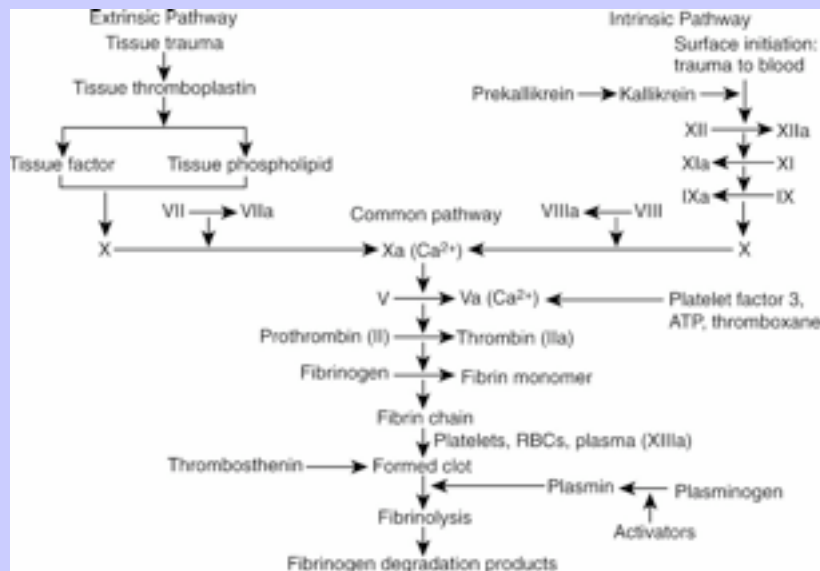 Extrinsic Pathway
Tissue trauma
Tissue thromboplastin
Tissue factor
Tissue phospholipid
VII
VIIa
X
Intrinsic Pathway
Surface initiation:
trauma to blood
Prekallikrein
Kallikrein
XII
XIIa
XIa
XI
IXa
IX
VIIIa
VIII
X
Common pathway
Xa (Ca2+)
V
Va (Ca2+)
Platelet factor 3,
ATP, thromboxane
Prothrombin (II)
Thrombin (IIa)
Fibrinogen
Fibrin monomer
Fibrin chain
Platelets, RBCs, plasma (XIIIa)
Thrombosthenin
Formed clot
Plasmin
Plasminogen
Activators
Fibrinolysis
Fibrinogen degradation products